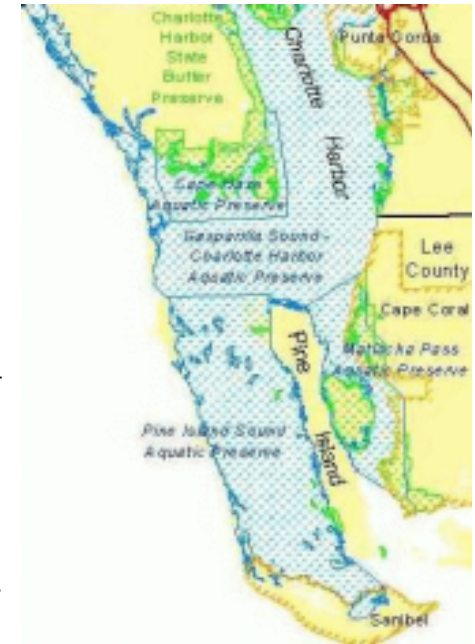 Charlotte
Harbor
State
Buffer
Preserve
Charlotte
Harbor
Punta Gorda
Cape Haze
Aquatic Preserve
Gasparilla Sound -
Charlotte Harbor
Aquatic Preserve
Lee
County
Cape Coral
Matlacha Pass
Aquatic Preserve
Pine
Island
Pine Island Sound
Aquatic Preserve
Sanibel